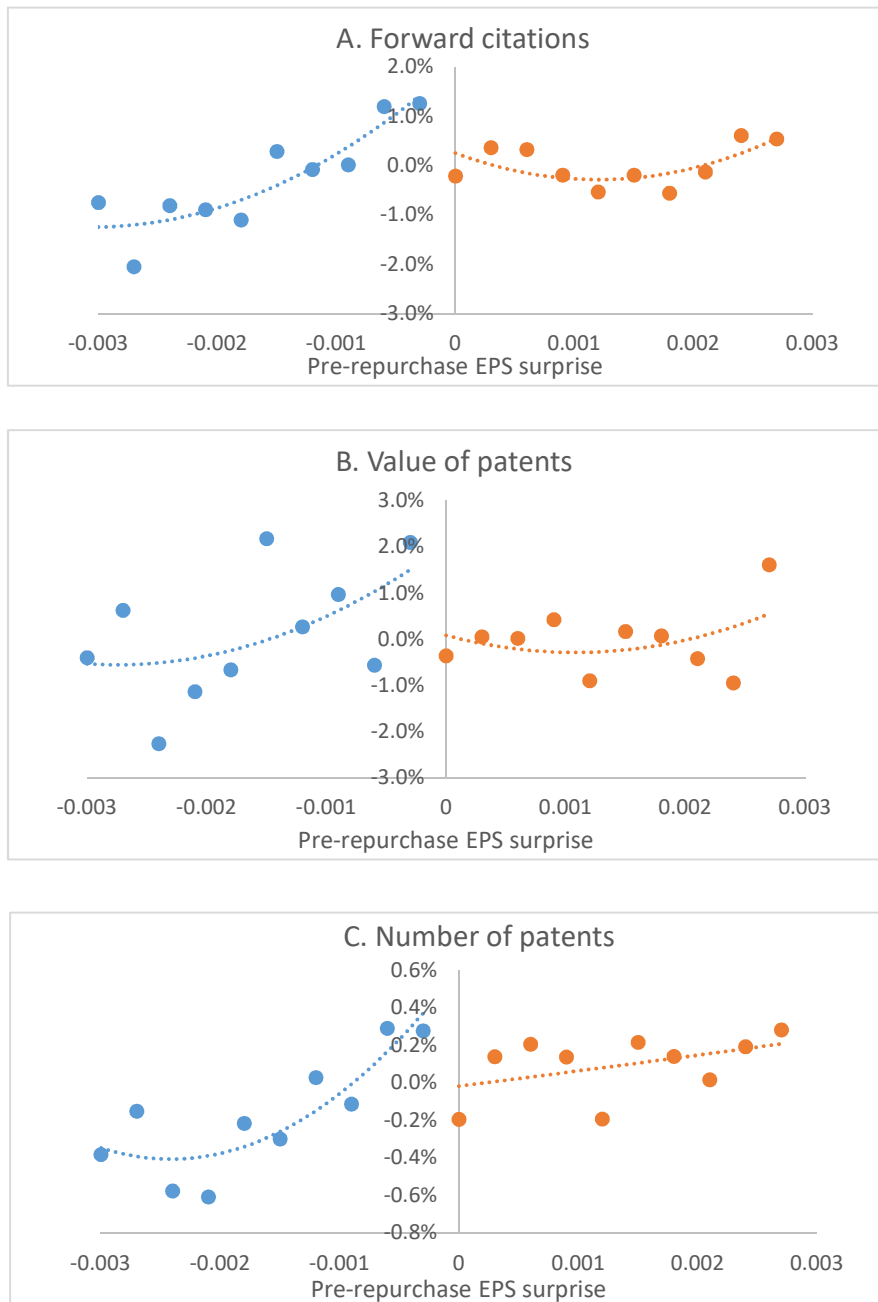 A. Forward citations
2.0%
1.0%
0.0%
-1.0%
-2.0%
-3.0%
-0.003 -0.002 -0.001 0 0.001 0.002 0.003
Pre-repurchase EPS surprise
B. Value of patents
3.0%
2.0%
1.0%
0.0%
-1.0%
-2.0%
-3.0%
-0.003 -0.002 -0.001 0 0.001 0.002 0.003
Pre-repurchase EPS surprise
C. Number of patents
0.6%
0.4%
0.2%
0.0%
-0.2%
-0.4%
-0.6%
-0.8%
-0.003 -0.002 -0.001 0 0.001 0.002 0.003
Pre-repurchase EPS surprise